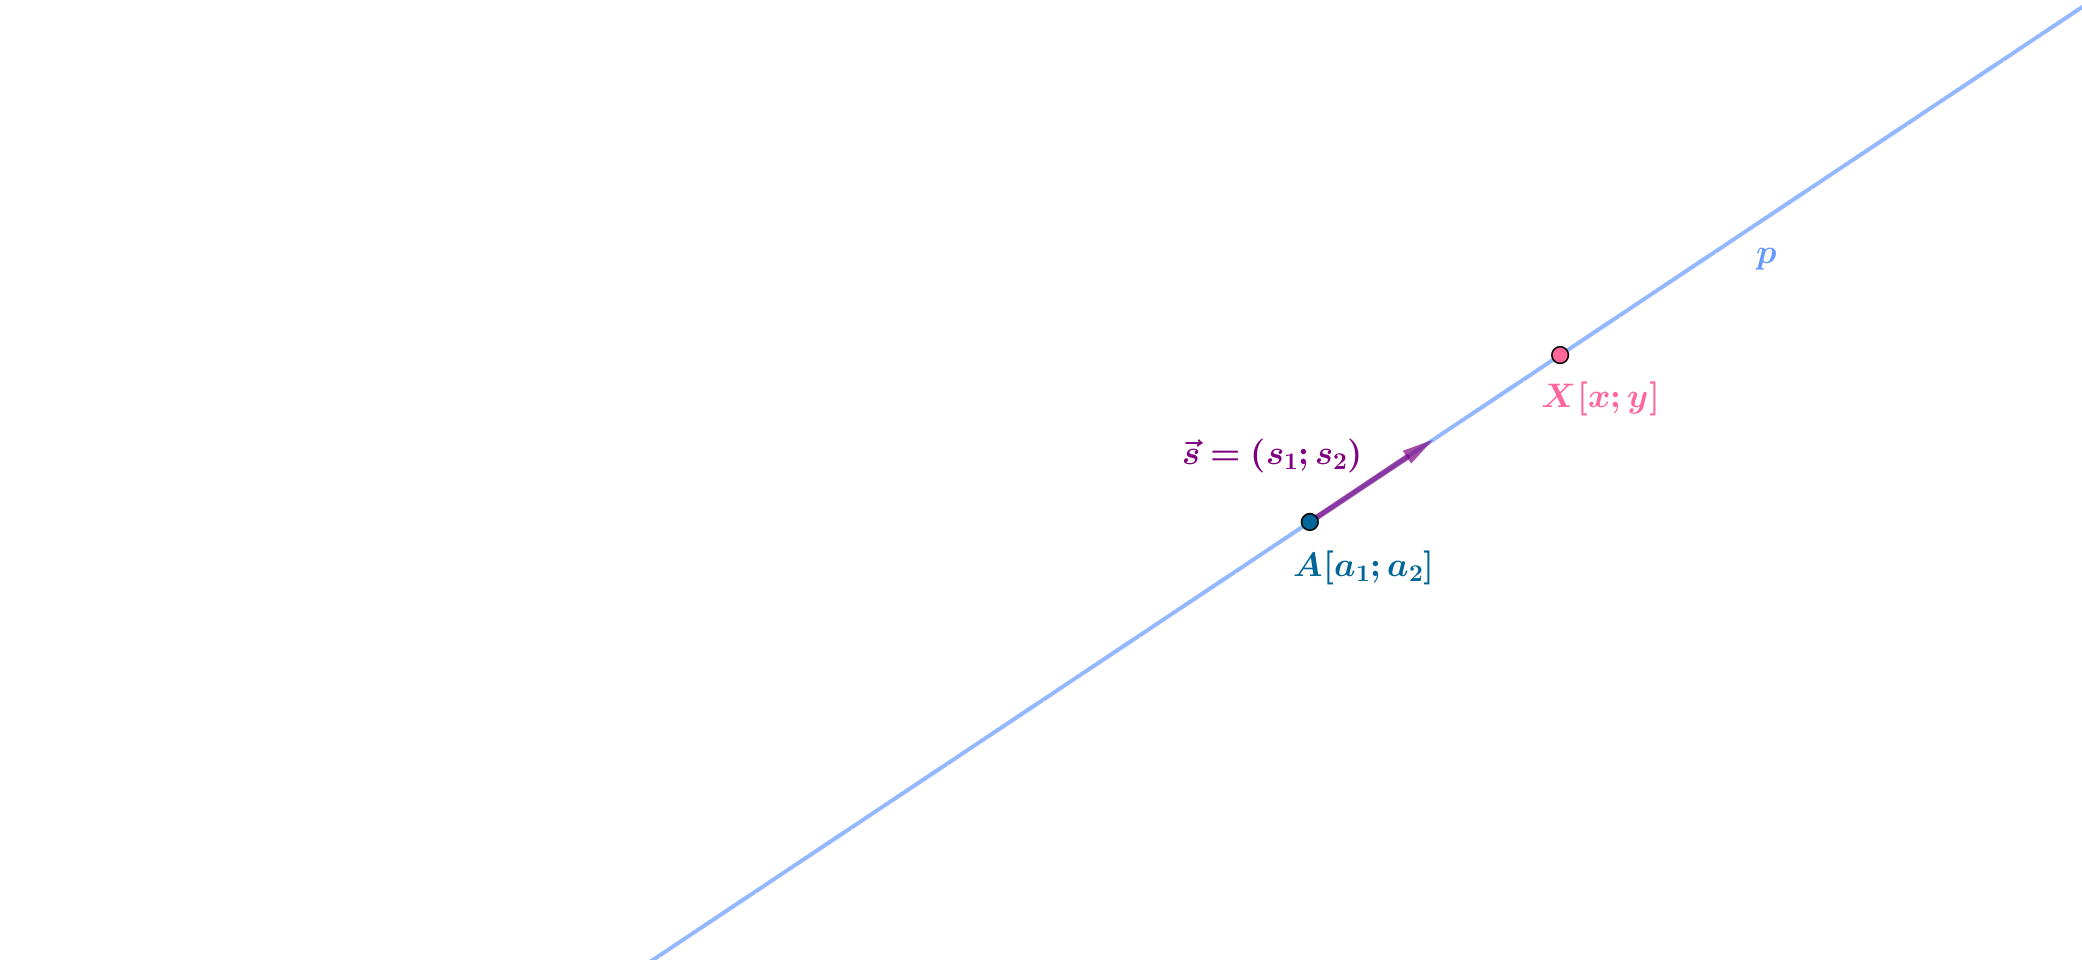 p
X[x; y]
s⃗ = (s₁; s₂)
A[a₁; a₂]